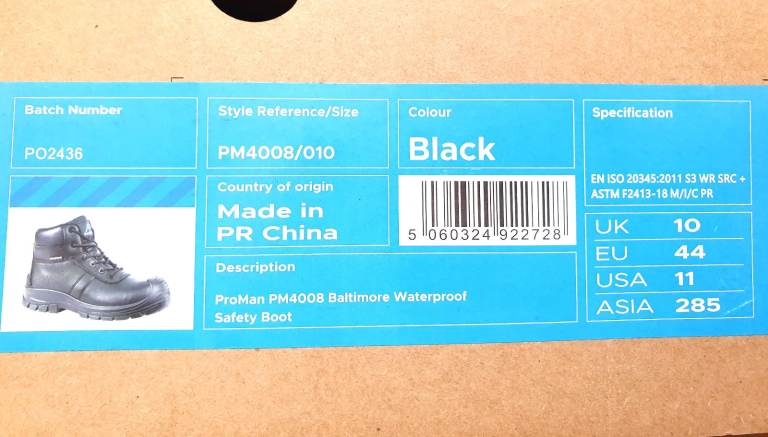 Batch Number
PO2436
Style Reference/Size
PM4008/010
Colour
Black
Specification
EN ISO 20345:2011 S3 WR SRC +
ASTM F2413-18 M/I/C PR
Country of origin
Made in
PR China
5 060324 922728
UK 10
EU 44
USA 11
ASIA 285
Description
ProMan PM4008 Baltimore Waterproof
Safety Boot